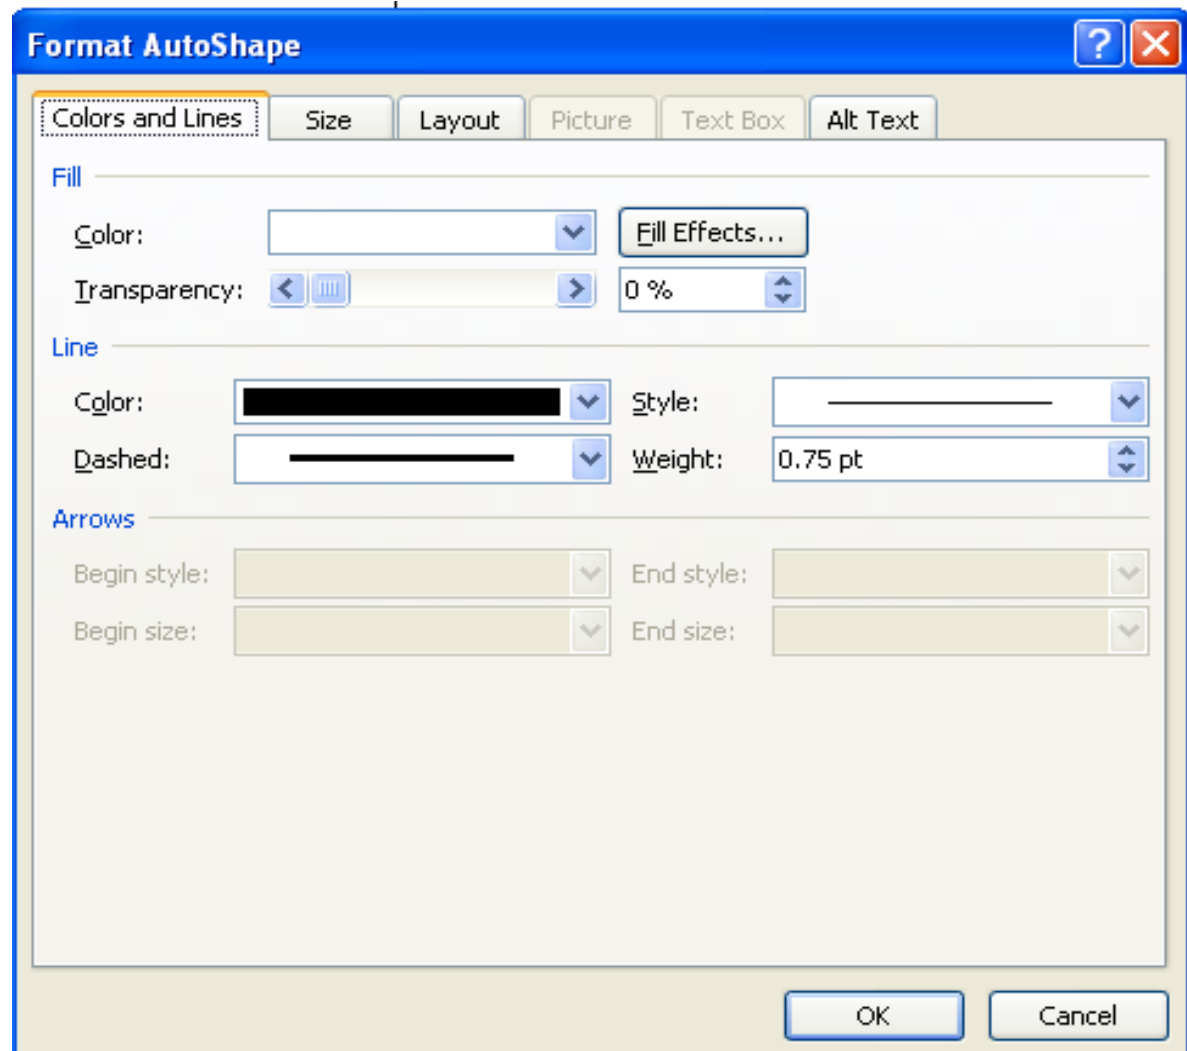 Format AutoShape ?
Colors and Lines Size Layout Picture Text Box Alt Text
Fill
Color: Fill Effects...
Transparency: 0 %
Line
Color: Style:
Dashed: Weight: 0.75 pt
Arrows
Begin style: End style:
Begin size: End size:
OK Cancel